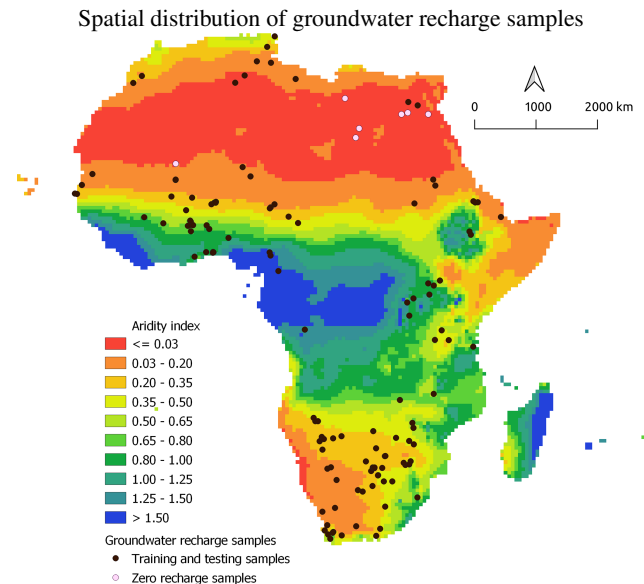 Spatial distribution of groundwater recharge samples
0 1000 2000 km
Aridity index
<= 0.03
0.03 - 0.20
0.20 - 0.35
0.35 - 0.50
0.50 - 0.65
0.65 - 0.80
0.80 - 1.00
1.00 - 1.25
1.25 - 1.50
> 1.50
Groundwater recharge samples
Training and testing samples
Zero recharge samples